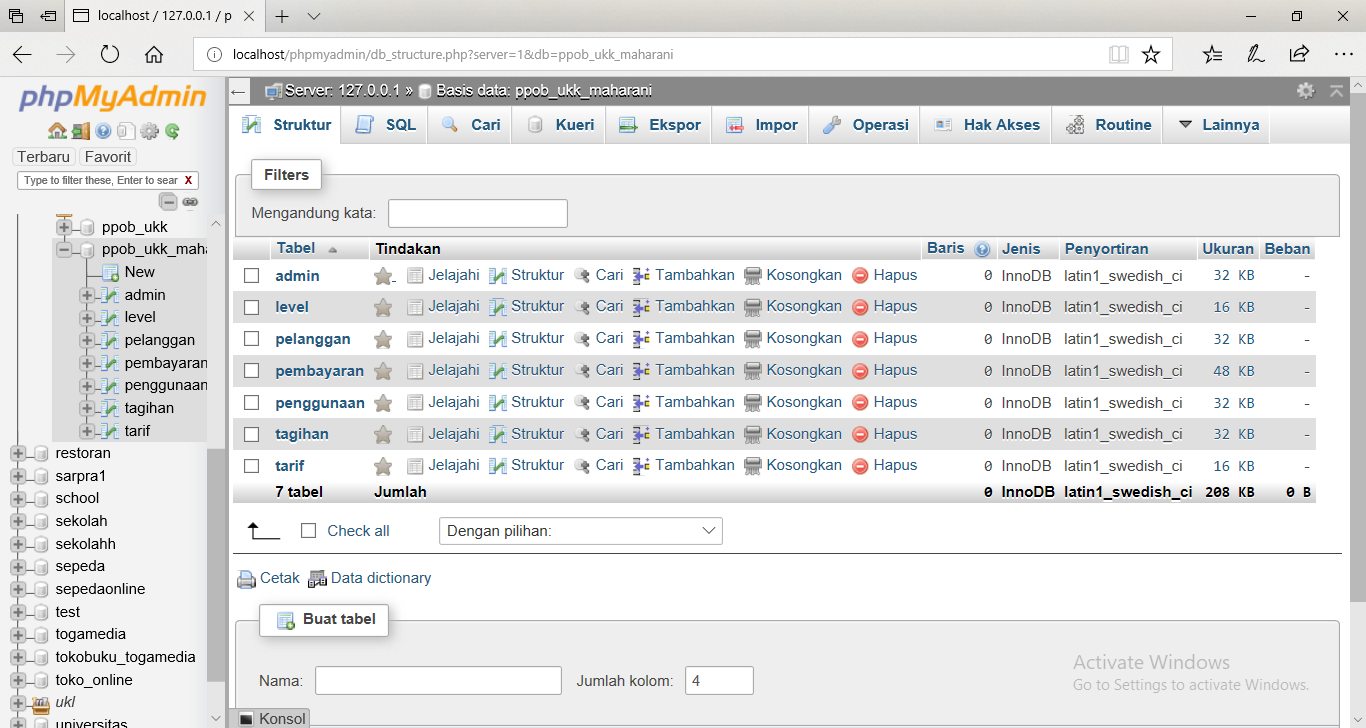 localhost / 127.0.0.1 / p
localhost/phpmyadmin/db_structure.php?server=1&db=ppob_ukk_maharani
phpMyAdmin
Terbaru Favorit
Type to filter these, Enter to sear X
ppob_ukk
ppob_ukk_maha
New
admin
level
pelanggan
pembayaran
penggunaan
tagihan
tarif
restoran
sarpra1
school
sekolah
sekolahh
sepeda
sepedaonline
test
togamedia
tokobuku_togamedia
toko_online
ukl
universitas
Server: 127.0.0.1 » Basis data: ppob_ukk_maharani
Struktur SQL Cari Kueri Ekspor Impor Operasi Hak Akses Routine Lainnya
Filters
Mengandung kata:
Tabel Tindakan Baris Jenis Penyortiran Ukuran Beban
admin Jelajahi Struktur Cari Tambahkan Kosongkan Hapus 0 InnoDB latin1_swedish_ci 32 KB -
level Jelajahi Struktur Cari Tambahkan Kosongkan Hapus 0 InnoDB latin1_swedish_ci 16 KB -
pelanggan Jelajahi Struktur Cari Tambahkan Kosongkan Hapus 0 InnoDB latin1_swedish_ci 32 KB -
pembayaran Jelajahi Struktur Cari Tambahkan Kosongkan Hapus 0 InnoDB latin1_swedish_ci 48 KB -
penggunaan Jelajahi Struktur Cari Tambahkan Kosongkan Hapus 0 InnoDB latin1_swedish_ci 32 KB -
tagihan Jelajahi Struktur Cari Tambahkan Kosongkan Hapus 0 InnoDB latin1_swedish_ci 32 KB -
tarif Jelajahi Struktur Cari Tambahkan Kosongkan Hapus 0 InnoDB latin1_swedish_ci 16 KB -
7 tabel Jumlah 0 InnoDB latin1_swedish_ci 208 KB 0 B
Check all Dengan pilihan:
Cetak Data dictionary
Buat tabel
Nama: Jumlah kolom: 4
Activate Windows
Go to Settings to activate Windows.
Konsol